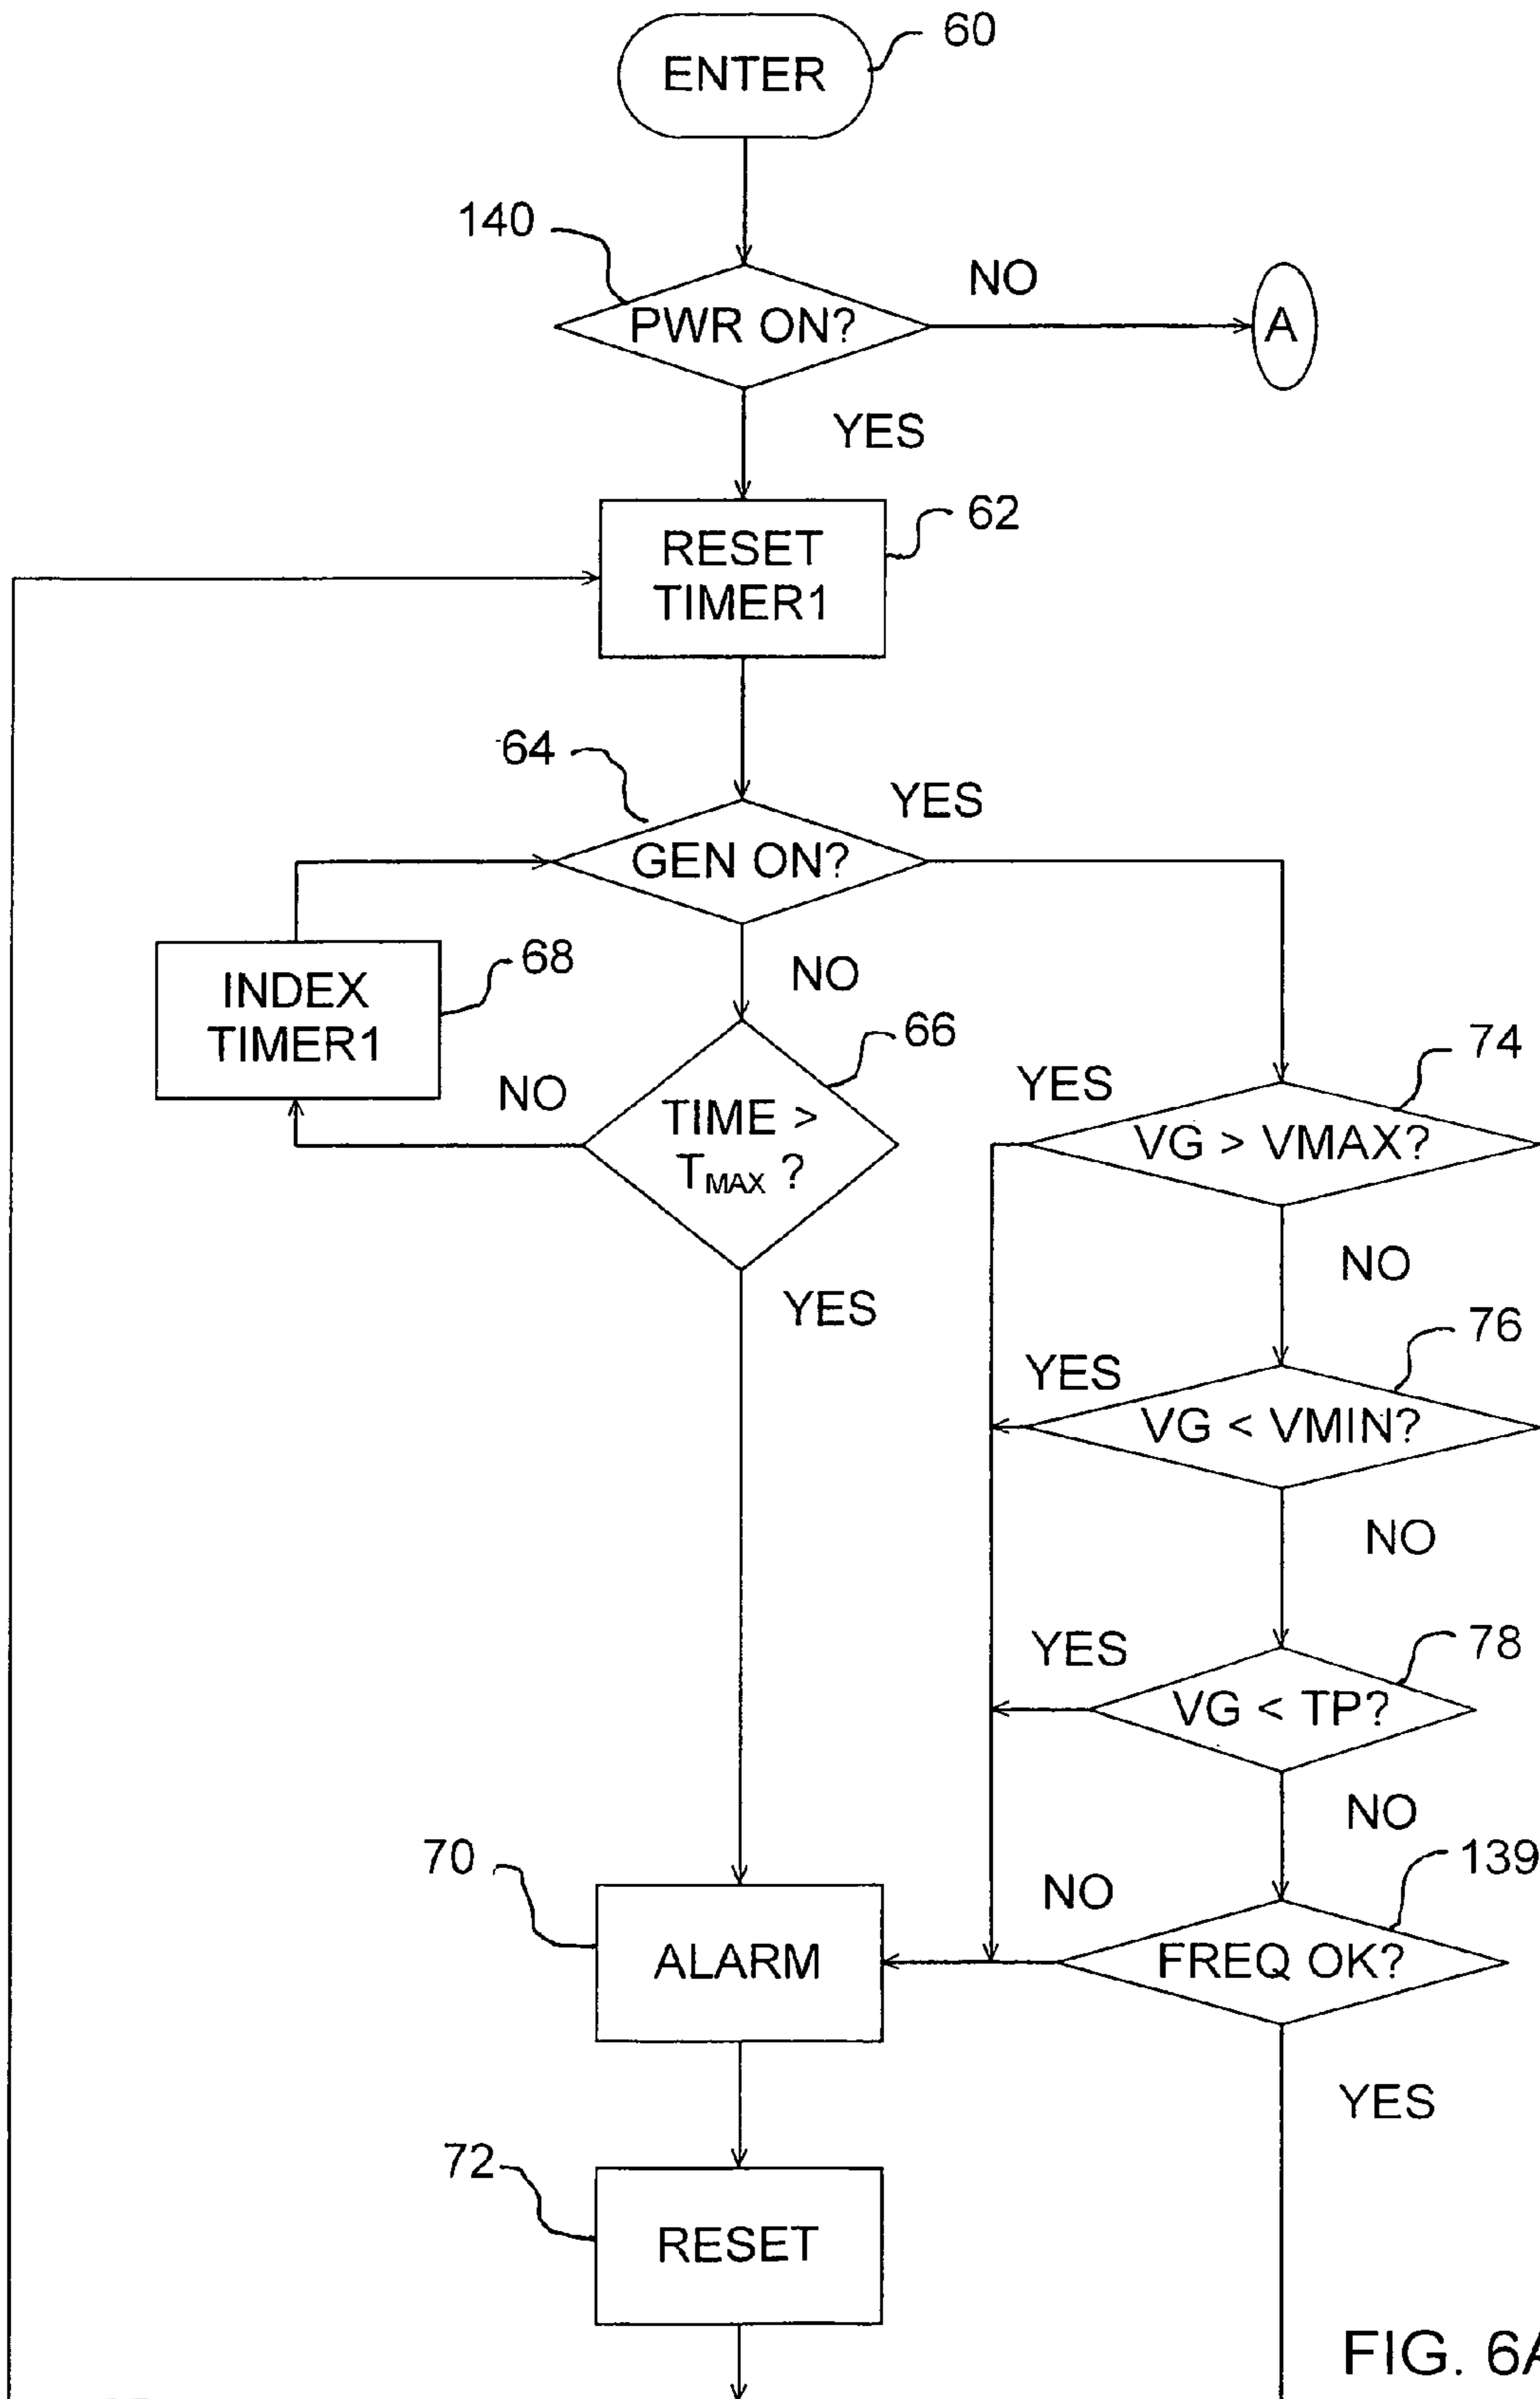 ENTER
60
140
PWR ON?
NO
A
YES
RESET
TIMER1
62
64
GEN ON?
YES
INDEX
TIMER1
68
NO
66
TIME >
TMAX ?
NO
YES
74
YES
VG > VMAX?
NO
76
YES
VG < VMIN?
NO
78
YES
VG < TP?
NO
139
NO
FREQ OK?
YES
70
ALARM
72
RESET
FIG. 6A